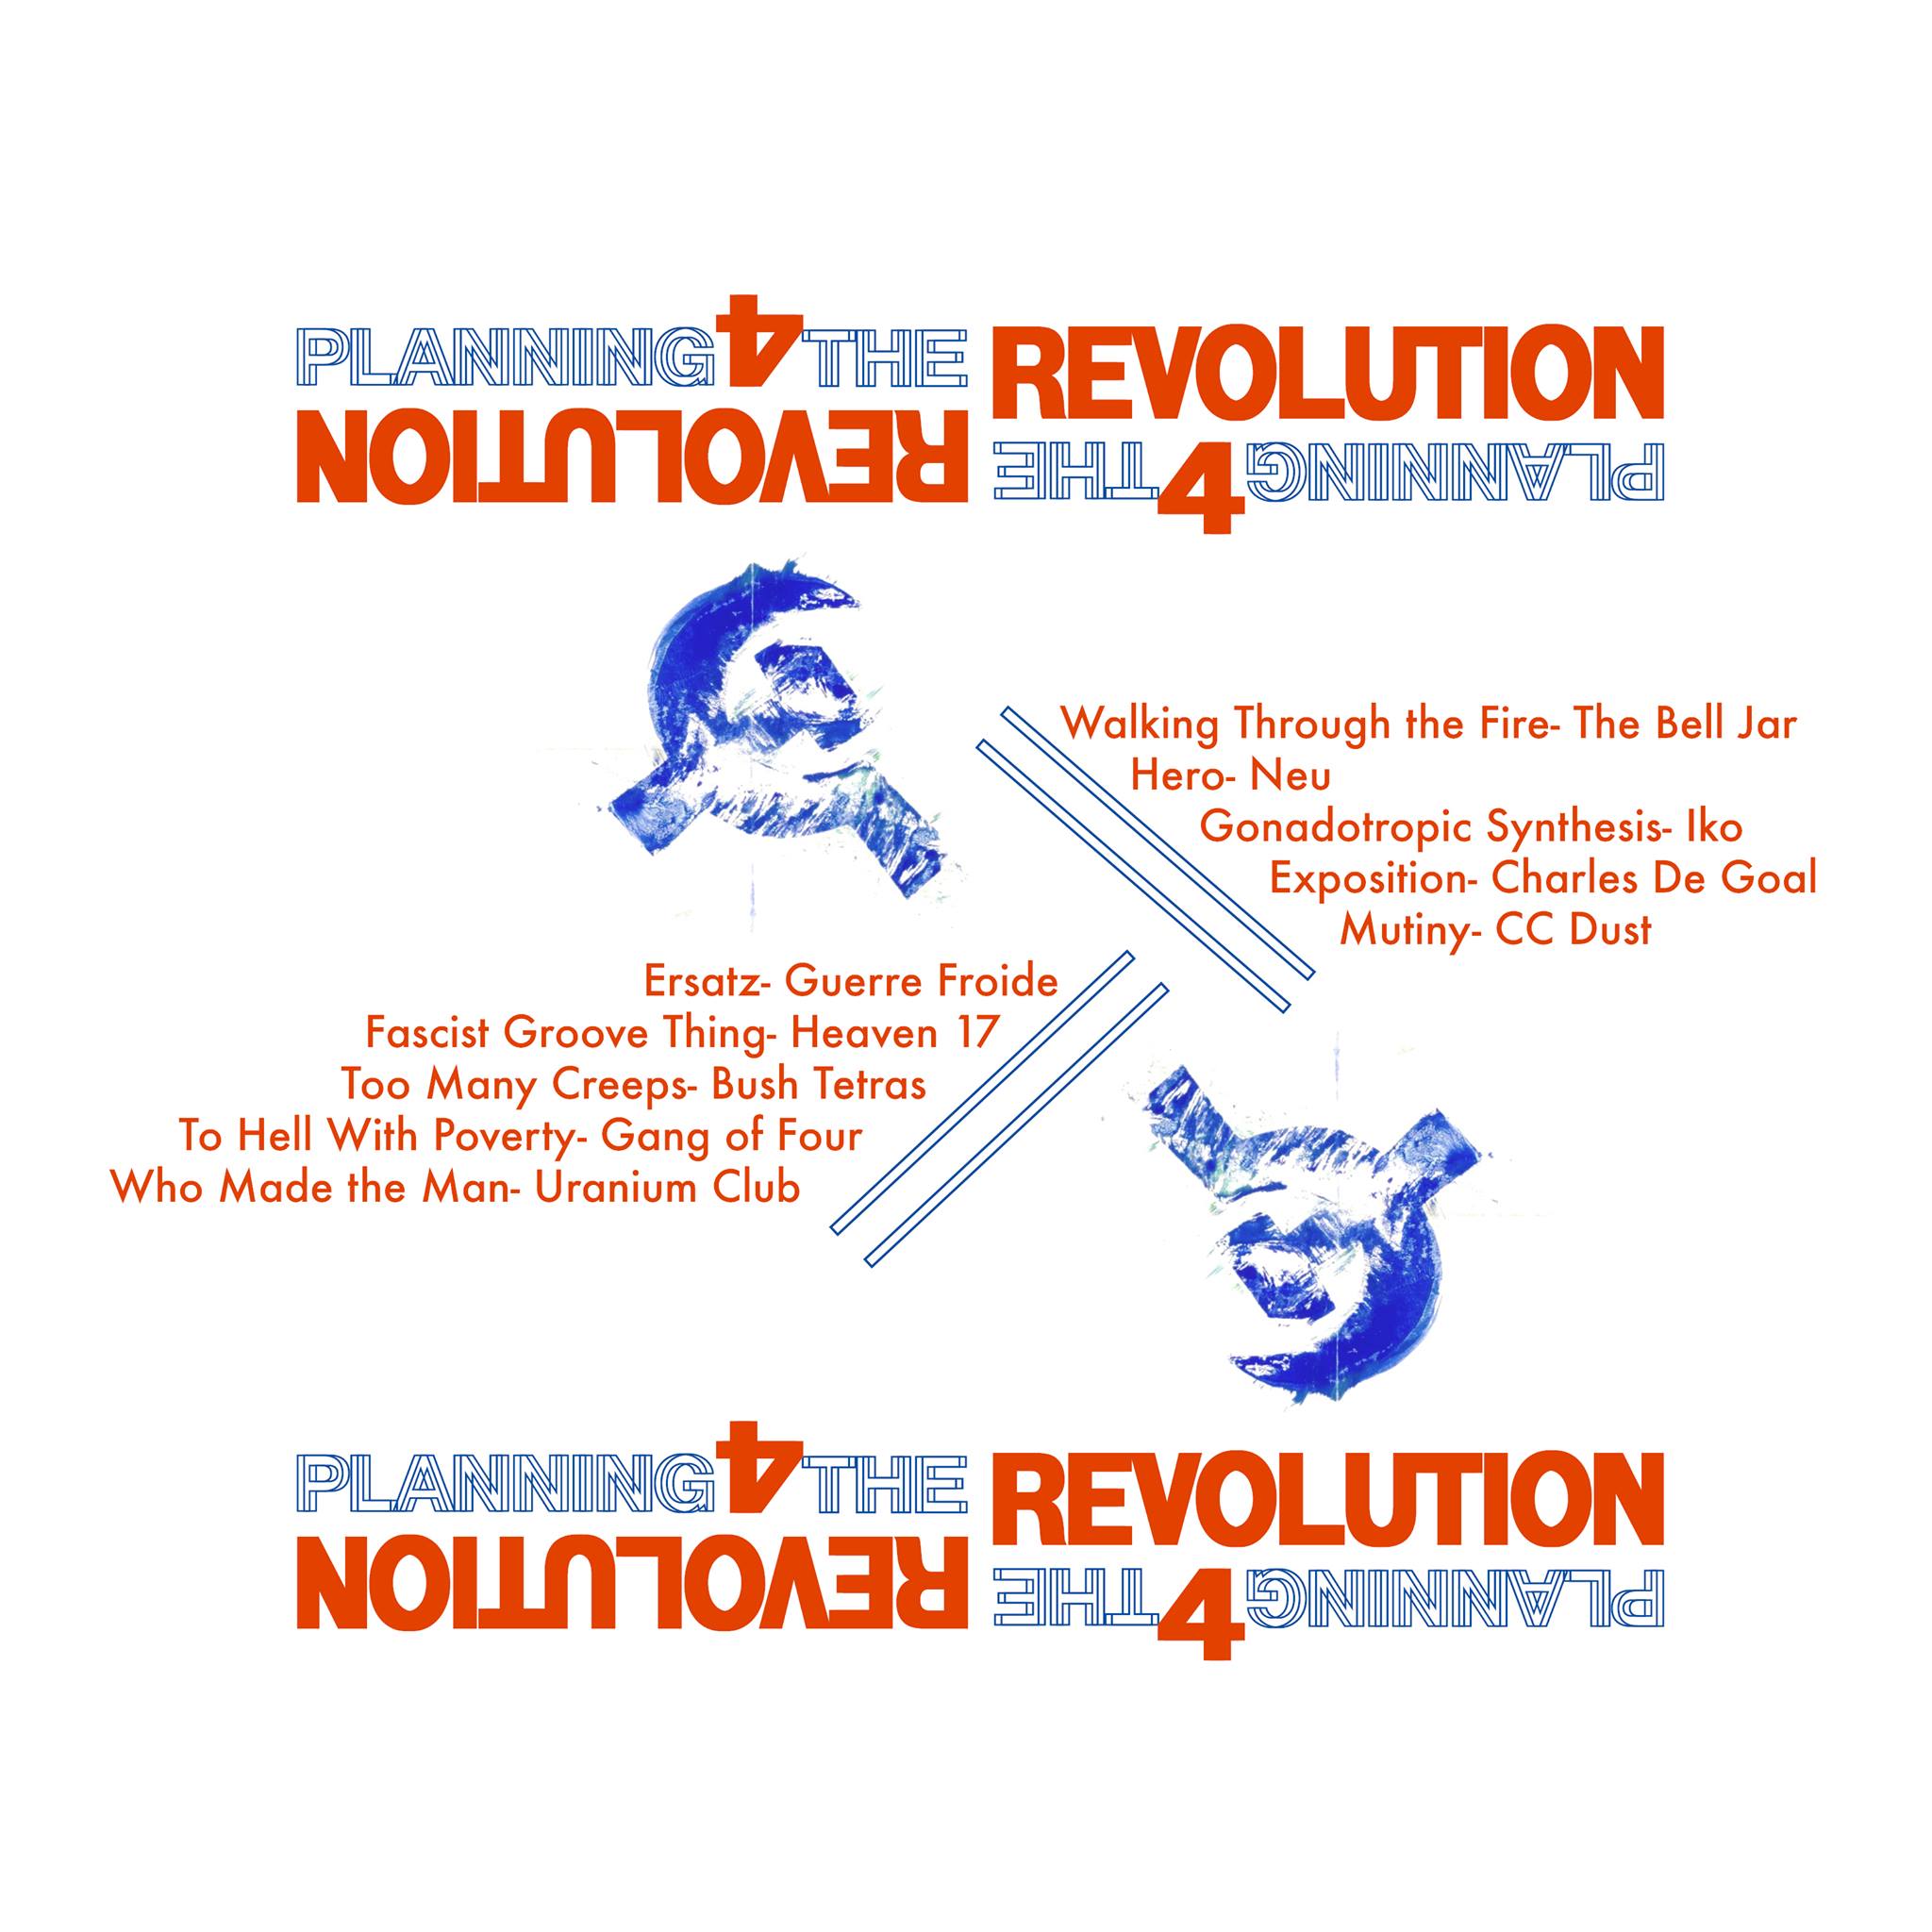 PLANNING 4 THE REVOLUTION
REVOLUTION PLANNING 4 THE
Walking Through the Fire- The Bell Jar
Hero- Neu
Gonadotropic Synthesis- Iko
Exposition- Charles De Goal
Mutiny- CC Dust
Ersatz- Guerre Froide
Fascist Groove Thing- Heaven 17
Too Many Creeps- Bush Tetras
To Hell With Poverty- Gang of Four
Who Made the Man- Uranium Club
PLANNING 4 THE REVOLUTION
REVOLUTION PLANNING 4 THE